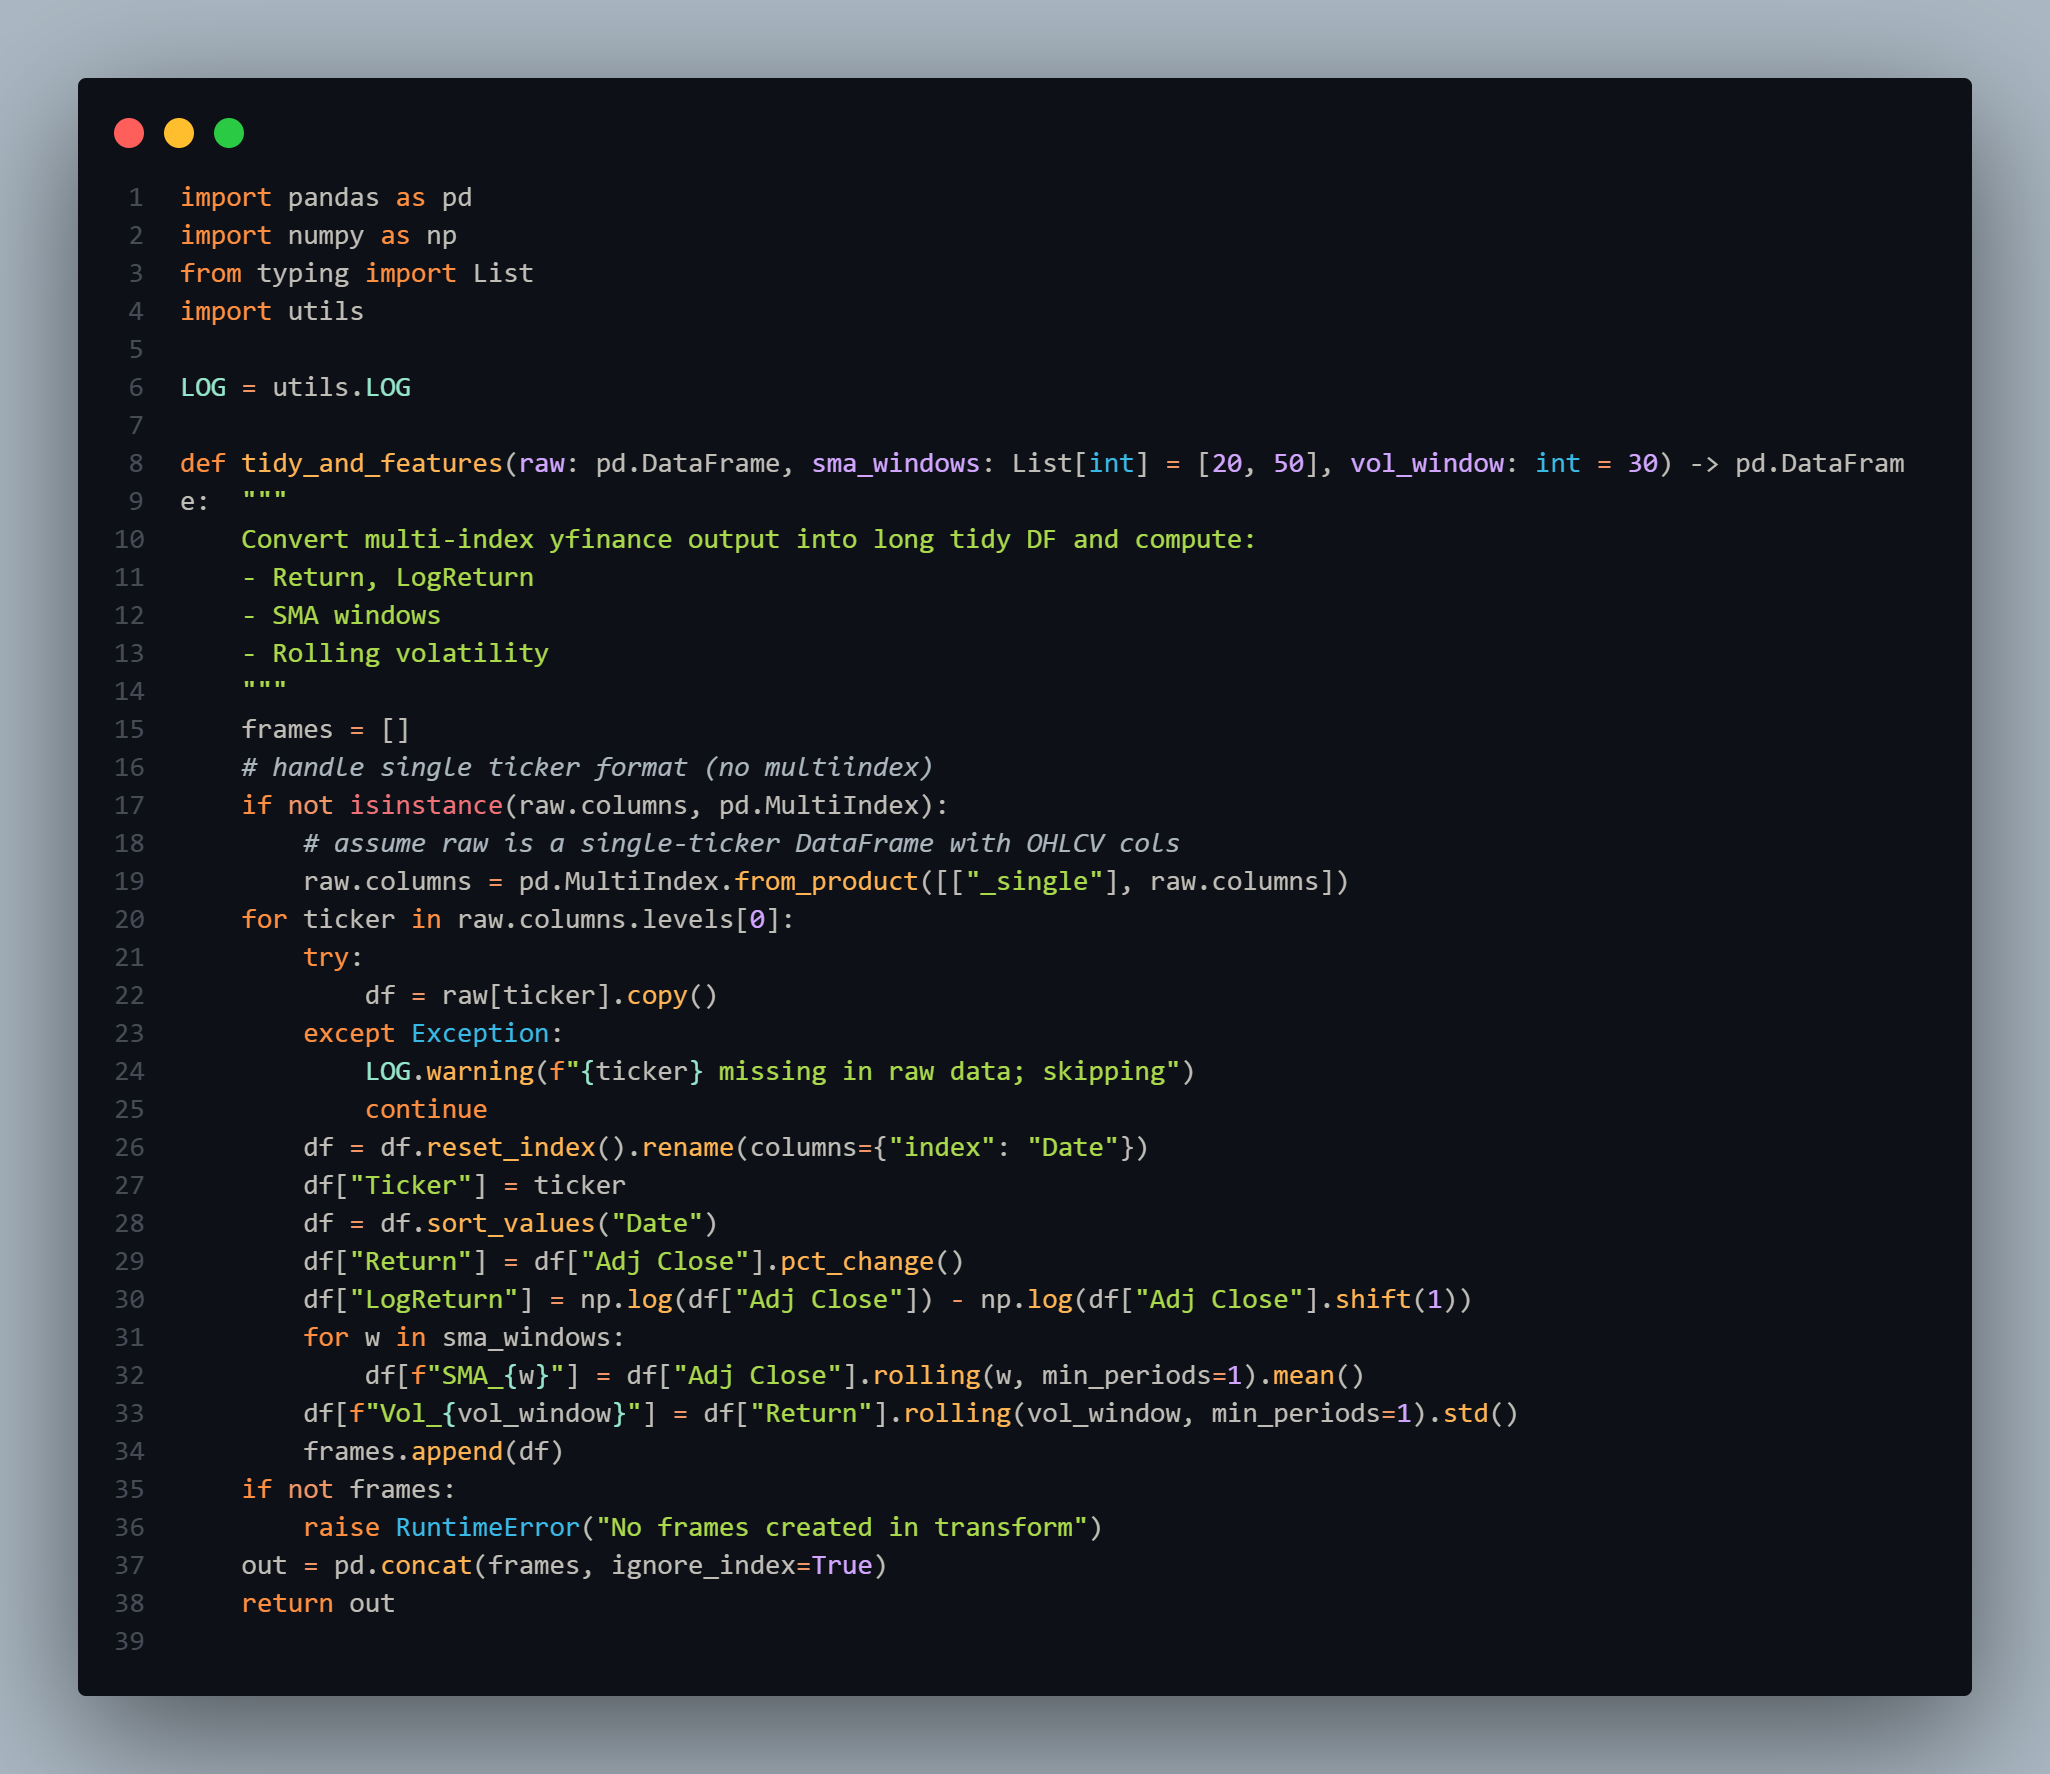 1 import pandas as pd
2 import numpy as np
3 from typing import List
4 import utils
5
6 LOG = utils.LOG
7
8 def tidy_and_features(raw: pd.DataFrame, sma_windows: List[int] = [20, 50], vol_window: int = 30) -> pd.DataFram
9 e:  """
10     Convert multi-index yfinance output into long tidy DF and compute:
11     - Return, LogReturn
12     - SMA windows
13     - Rolling volatility
14     """
15     frames = []
16     # handle single ticker format (no multiindex)
17     if not isinstance(raw.columns, pd.MultiIndex):
18         # assume raw is a single-ticker DataFrame with OHLCV cols
19         raw.columns = pd.MultiIndex.from_product([["_single"], raw.columns])
20     for ticker in raw.columns.levels[0]:
21         try:
22             df = raw[ticker].copy()
23         except Exception:
24             LOG.warning(f"{ticker} missing in raw data; skipping")
25             continue
26         df = df.reset_index().rename(columns={"index": "Date"})
27         df["Ticker"] = ticker
28         df = df.sort_values("Date")
29         df["Return"] = df["Adj Close"].pct_change()
30         df["LogReturn"] = np.log(df["Adj Close"]) - np.log(df["Adj Close"].shift(1))
31         for w in sma_windows:
32             df[f"SMA_{w}"] = df["Adj Close"].rolling(w, min_periods=1).mean()
33         df[f"Vol_{vol_window}"] = df["Return"].rolling(vol_window, min_periods=1).std()
34         frames.append(df)
35     if not frames:
36         raise RuntimeError("No frames created in transform")
37     out = pd.concat(frames, ignore_index=True)
38     return out
39